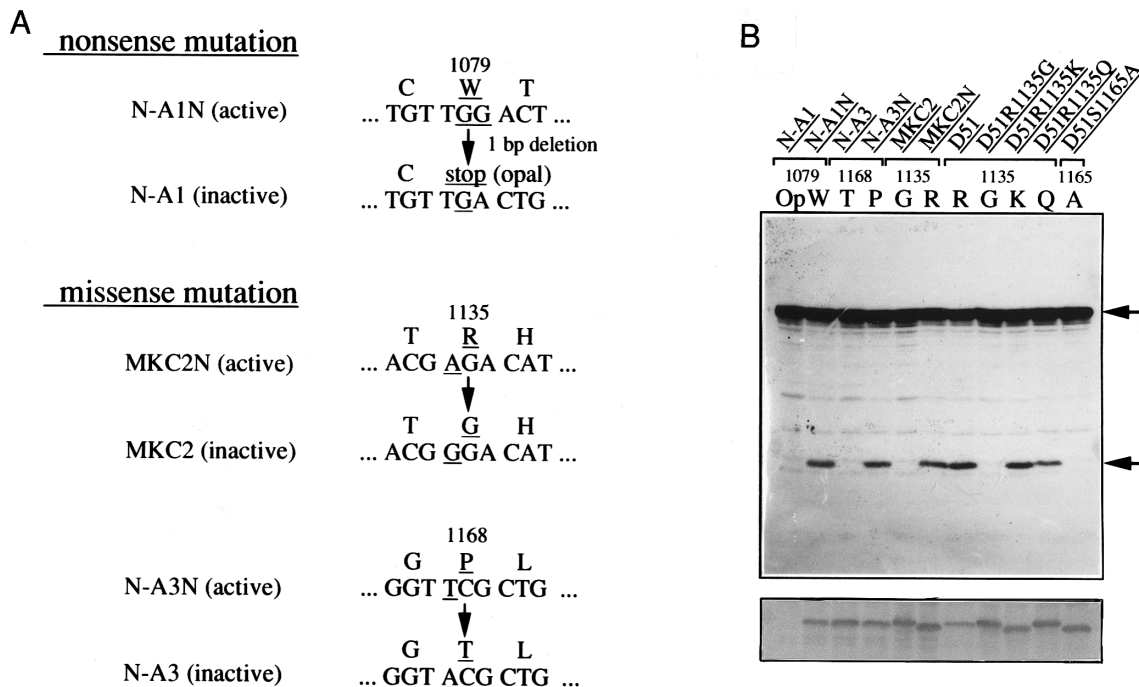 A
nonsense mutation
1079
C W T
N-A1N (active) ... TGT TGG ACT ...
1 bp deletion
C stop (opal)
N-A1 (inactive) ... TGT TGA CTG ...
missense mutation
1135
T R H
MKC2N (active) ... ACG AGA CAT ...
T G H
MKC2 (inactive) ... ACG GGA CAT ...
1168
G P L
N-A3N (active) ... GGT TCG CTG ...
G T L
N-A3 (inactive) ... GGT ACG CTG ...
B
N-A1 N-A1N N-A3 N-A3N MKC2 MKC2N D51 D51R1135G D51R1135K D51R1135Q D51S1165A
1079 1168 1135 1135 1165
Op W T P G R R G K Q A